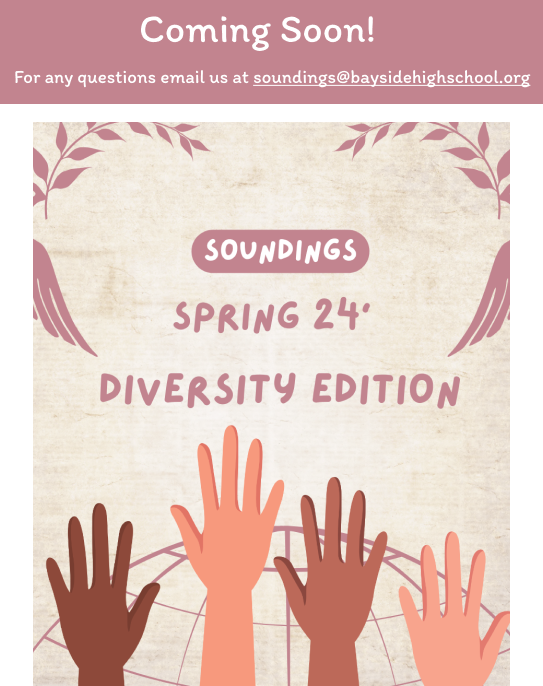 Coming Soon!
For any questions email us at soundings@baysidehighschool.org
SOUNDINGS
SPRING 24'
DIVERSITY EDITION